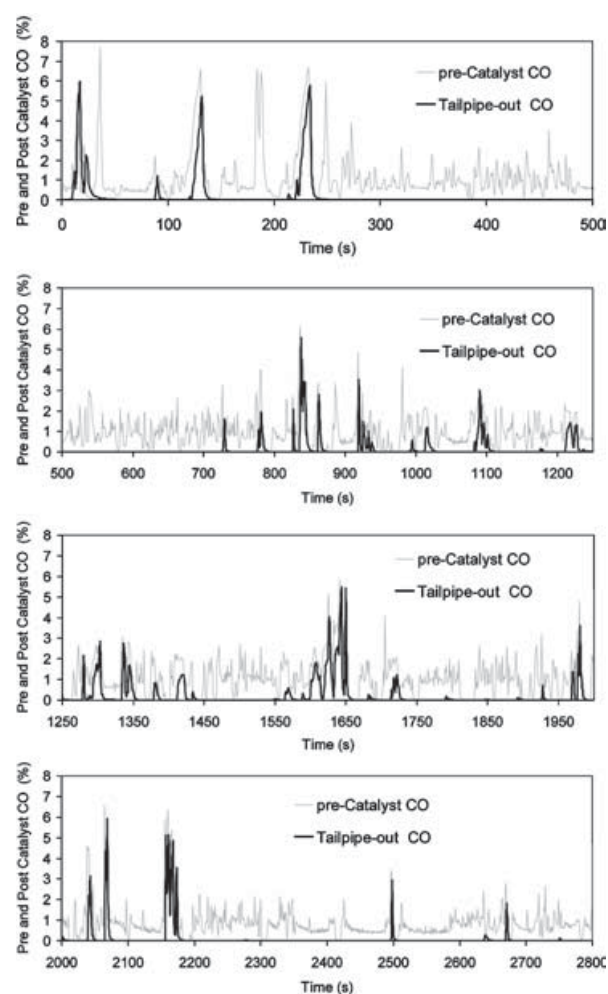 Pre and Post Catalyst CO (%)
8
7
6
5
4
3
2
1
0
pre-Catalyst CO
Tailpipe-out CO
0 100 200 300 400 500
Time (s)
Pre and Post Catalyst CO (%)
8
7
6
5
4
3
2
1
0
pre-Catalyst CO
Tailpipe-out CO
500 600 700 800 900 1000 1100 1200
Time (s)
Pre and Post Catalyst CO (%)
8
7
6
5
4
3
2
1
0
pre-Catalyst CO
Tailpipe-out CO
1250 1350 1450 1550 1650 1750 1850 1950
Time (s)
Pre and Post Catalyst CO (%)
8
7
6
5
4
3
2
1
0
pre-Catalyst CO
Tailpipe-out CO
2000 2100 2200 2300 2400 2500 2600 2700 2800
Time (s)